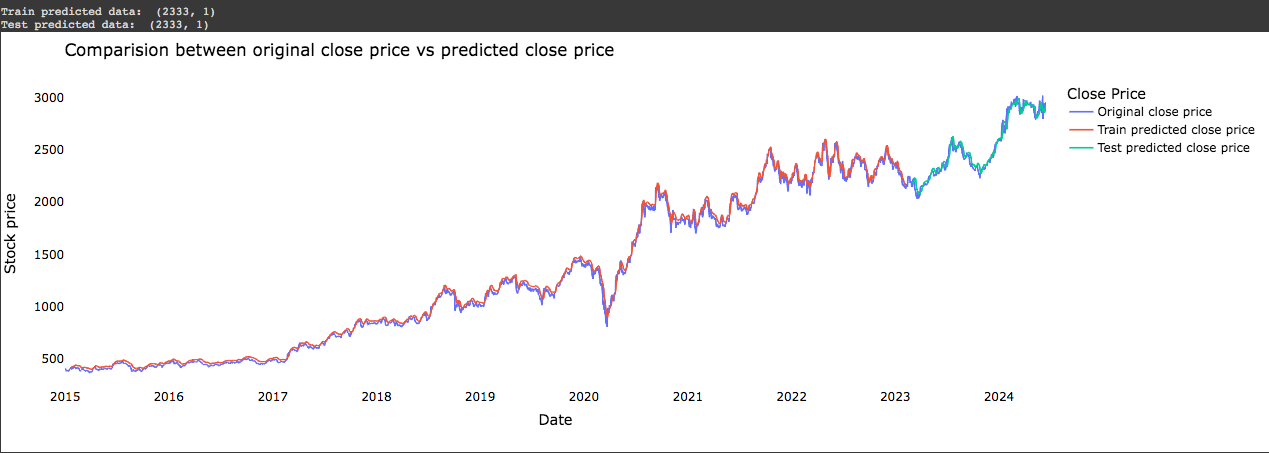 Train predicted data:  (2333, 1)
Test predicted data:  (2333, 1)
Comparision between original close price vs predicted close price
Close Price
Original close price
Train predicted close price
Test predicted close price
Stock price
3000
2500
2000
1500
1000
500
2015 2016 2017 2018 2019 2020 2021 2022 2023 2024
Date